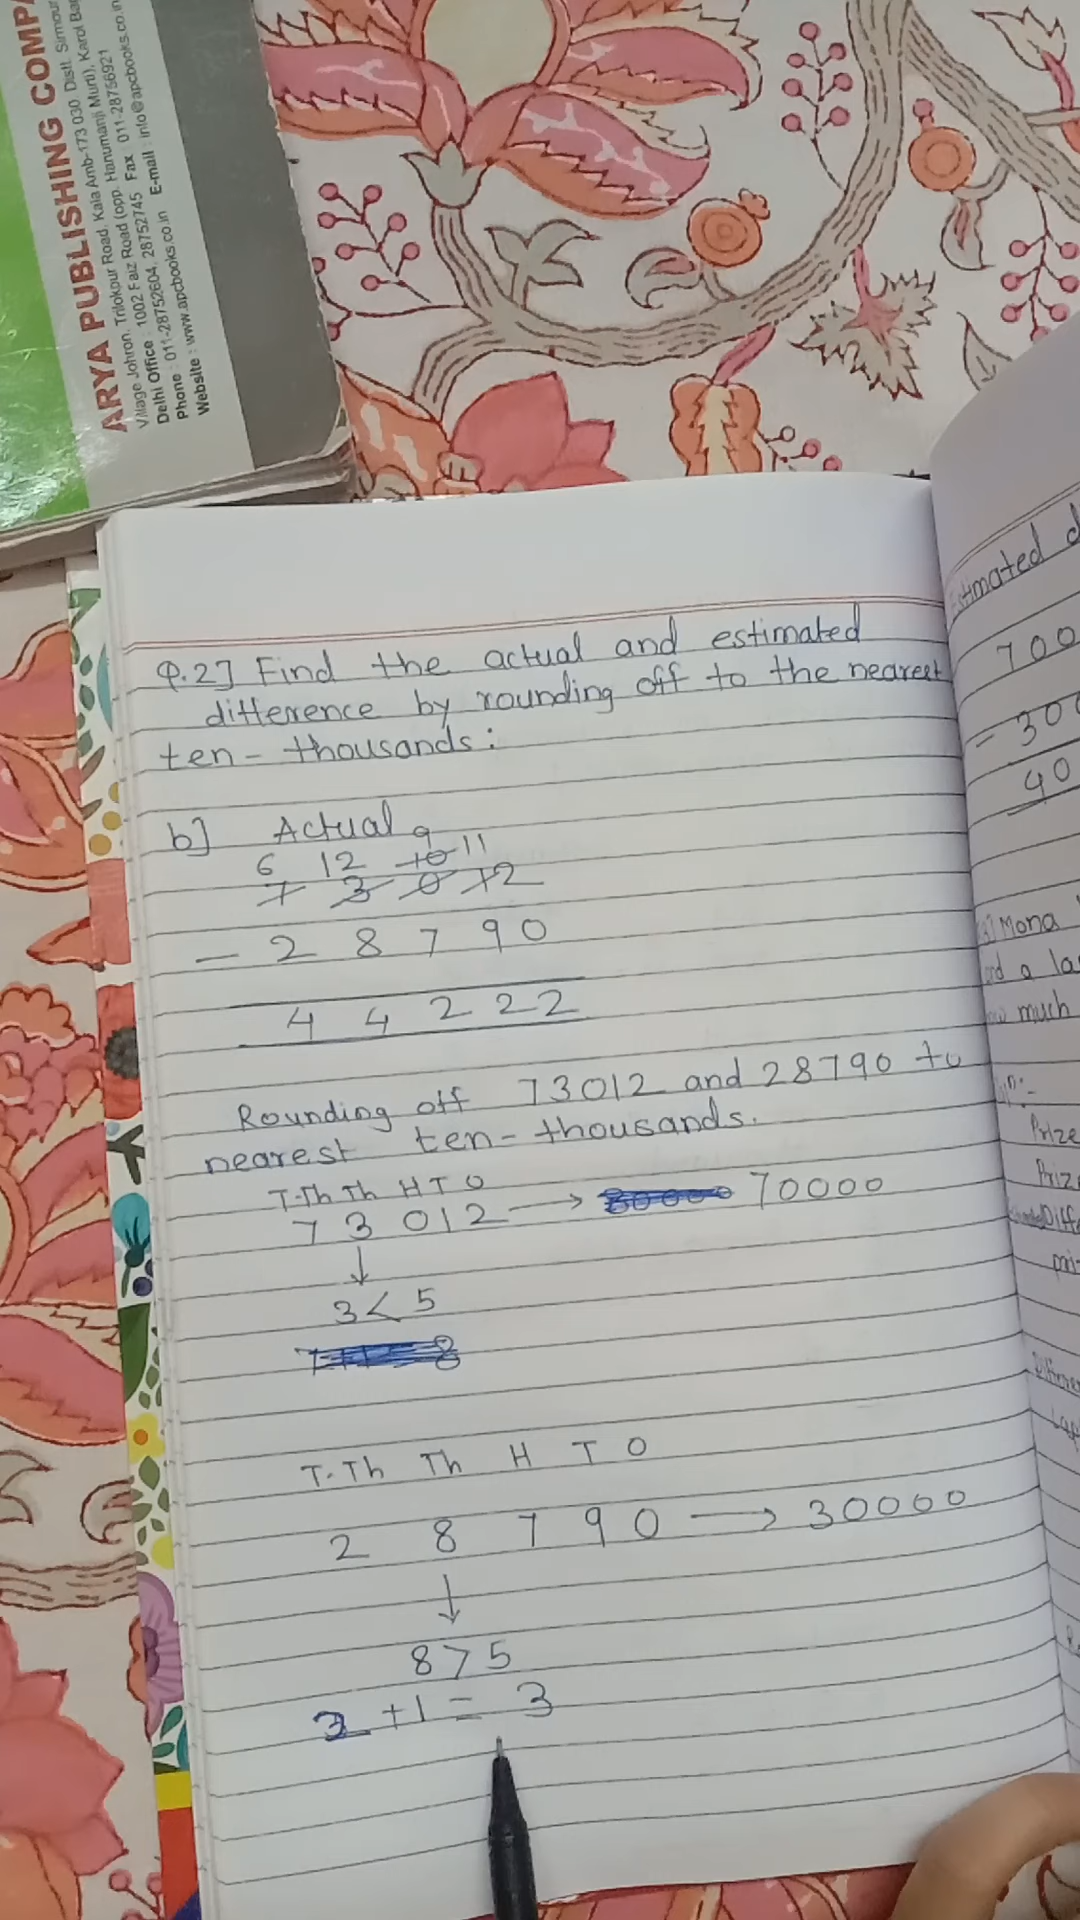 ARYA PUBLISHING COMPA
Village Johron, Trilokpur Road, Kala Amb-173 030, Distt. Sirmour
Delhi Office : 1002 Faiz Road (opp. Hanumanji Murti), Karol Bag
Phone : 011-28752604, 28752745 Fax : 011-28756921
Website : www.apcbooks.co.in E-mail : info@apcbooks.co.in
Q.2] Find the actual and estimated
difference by rounding off to the nearest
ten-thousands:
b] Actual
9
6 12 10 11
7 3 0 12
- 2 8 7 9 0
4 4 2 2 2
Rounding off 73012 and 28790 to
nearest ten-thousands.
T-Th Th H T O
7 3 0 1 2 → 70000
↓
3 < 5
T-Th Th H T O
2 8 7 9 0 → 30000
↓
8 > 5
2 + 1 = 3
Estimated d
700
- 300
40
Mona
and a la
much
Prize
Priz
Diff